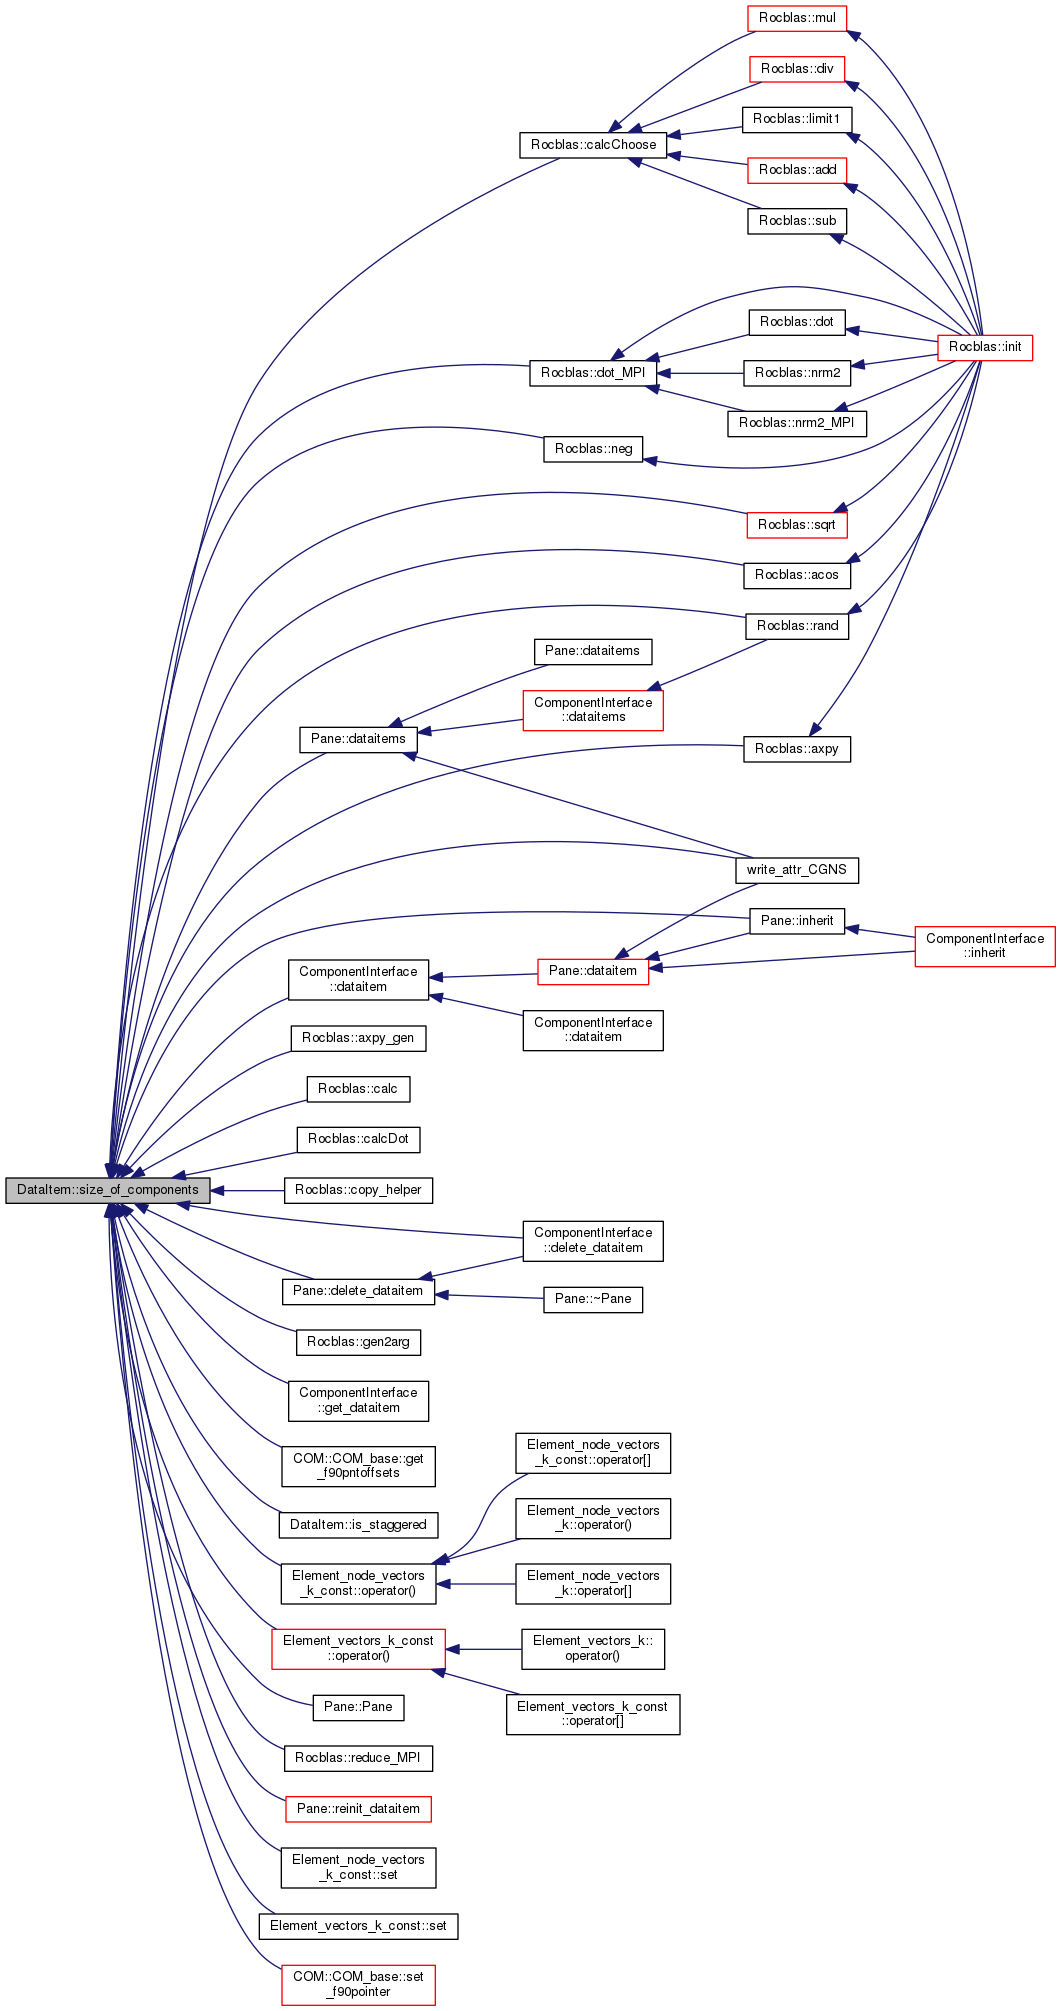 Rocblas::mul
Rocblas::div
Rocblas::limit1
Rocblas::calcChoose
Rocblas::add
Rocblas::sub
Rocblas::dot
Rocblas::init
Rocblas::dot_MPI
Rocblas::nrm2
Rocblas::nrm2_MPI
Rocblas::neg
Rocblas::sqrt
Rocblas::acos
Rocblas::rand
Pane::dataitems
ComponentInterface
::dataitems
Pane::dataitems
Rocblas::axpy
write_attr_CGNS
Pane::inherit
ComponentInterface
::inherit
ComponentInterface
::dataitem
Pane::dataitem
ComponentInterface
::dataitem
Rocblas::axpy_gen
Rocblas::calc
Rocblas::calcDot
DataItem::size_of_components
Rocblas::copy_helper
ComponentInterface
::delete_dataitem
Pane::delete_dataitem
Pane::~Pane
Rocblas::gen2arg
ComponentInterface
::get_dataitem
COM::COM_base::get
_f90pntoffsets
Element_node_vectors
_k_const::operator[]
DataItem::is_staggered
Element_node_vectors
_k::operator()
Element_node_vectors
_k_const::operator()
Element_node_vectors
_k::operator[]
Element_vectors_k_const
::operator()
Element_vectors_k::
operator()
Element_vectors_k_const
::operator[]
Pane::Pane
Rocblas::reduce_MPI
Pane::reinit_dataitem
Element_node_vectors
_k_const::set
Element_vectors_k_const::set
COM::COM_base::set
_f90pointer